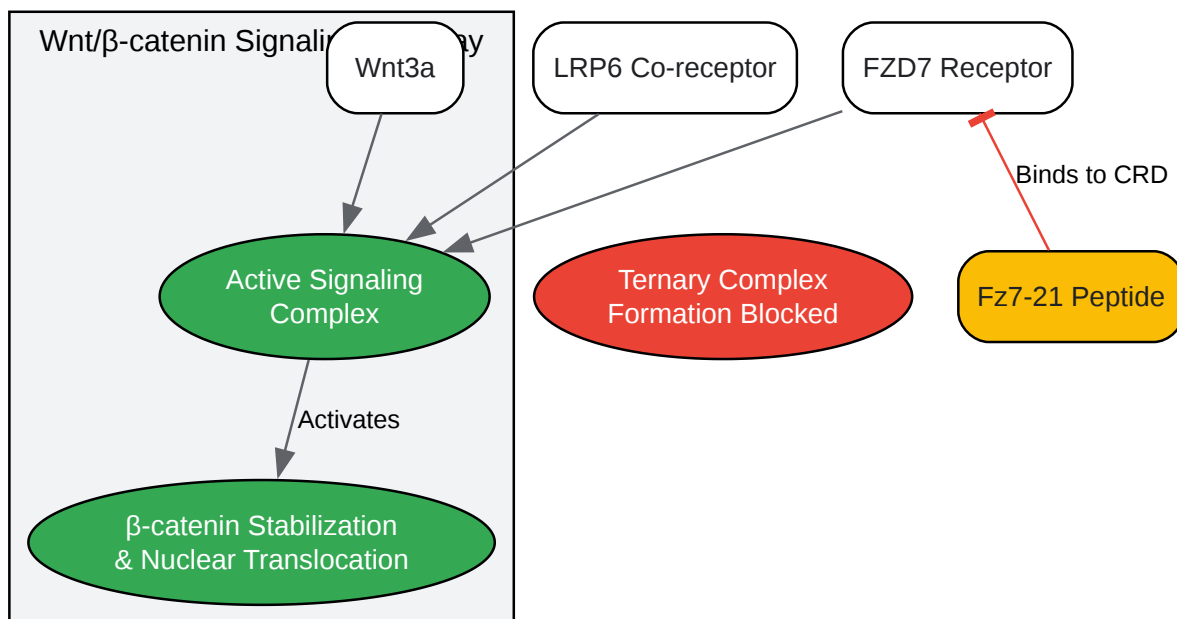 Wnt/β-catenin Signalin ay
Wnt3a
LRP6 Co-receptor
FZD7 Receptor
Binds to CRD
Active Signaling
Complex
Ternary Complex
Formation Blocked
Fz7-21 Peptide
Activates
β-catenin Stabilization
& Nuclear Translocation